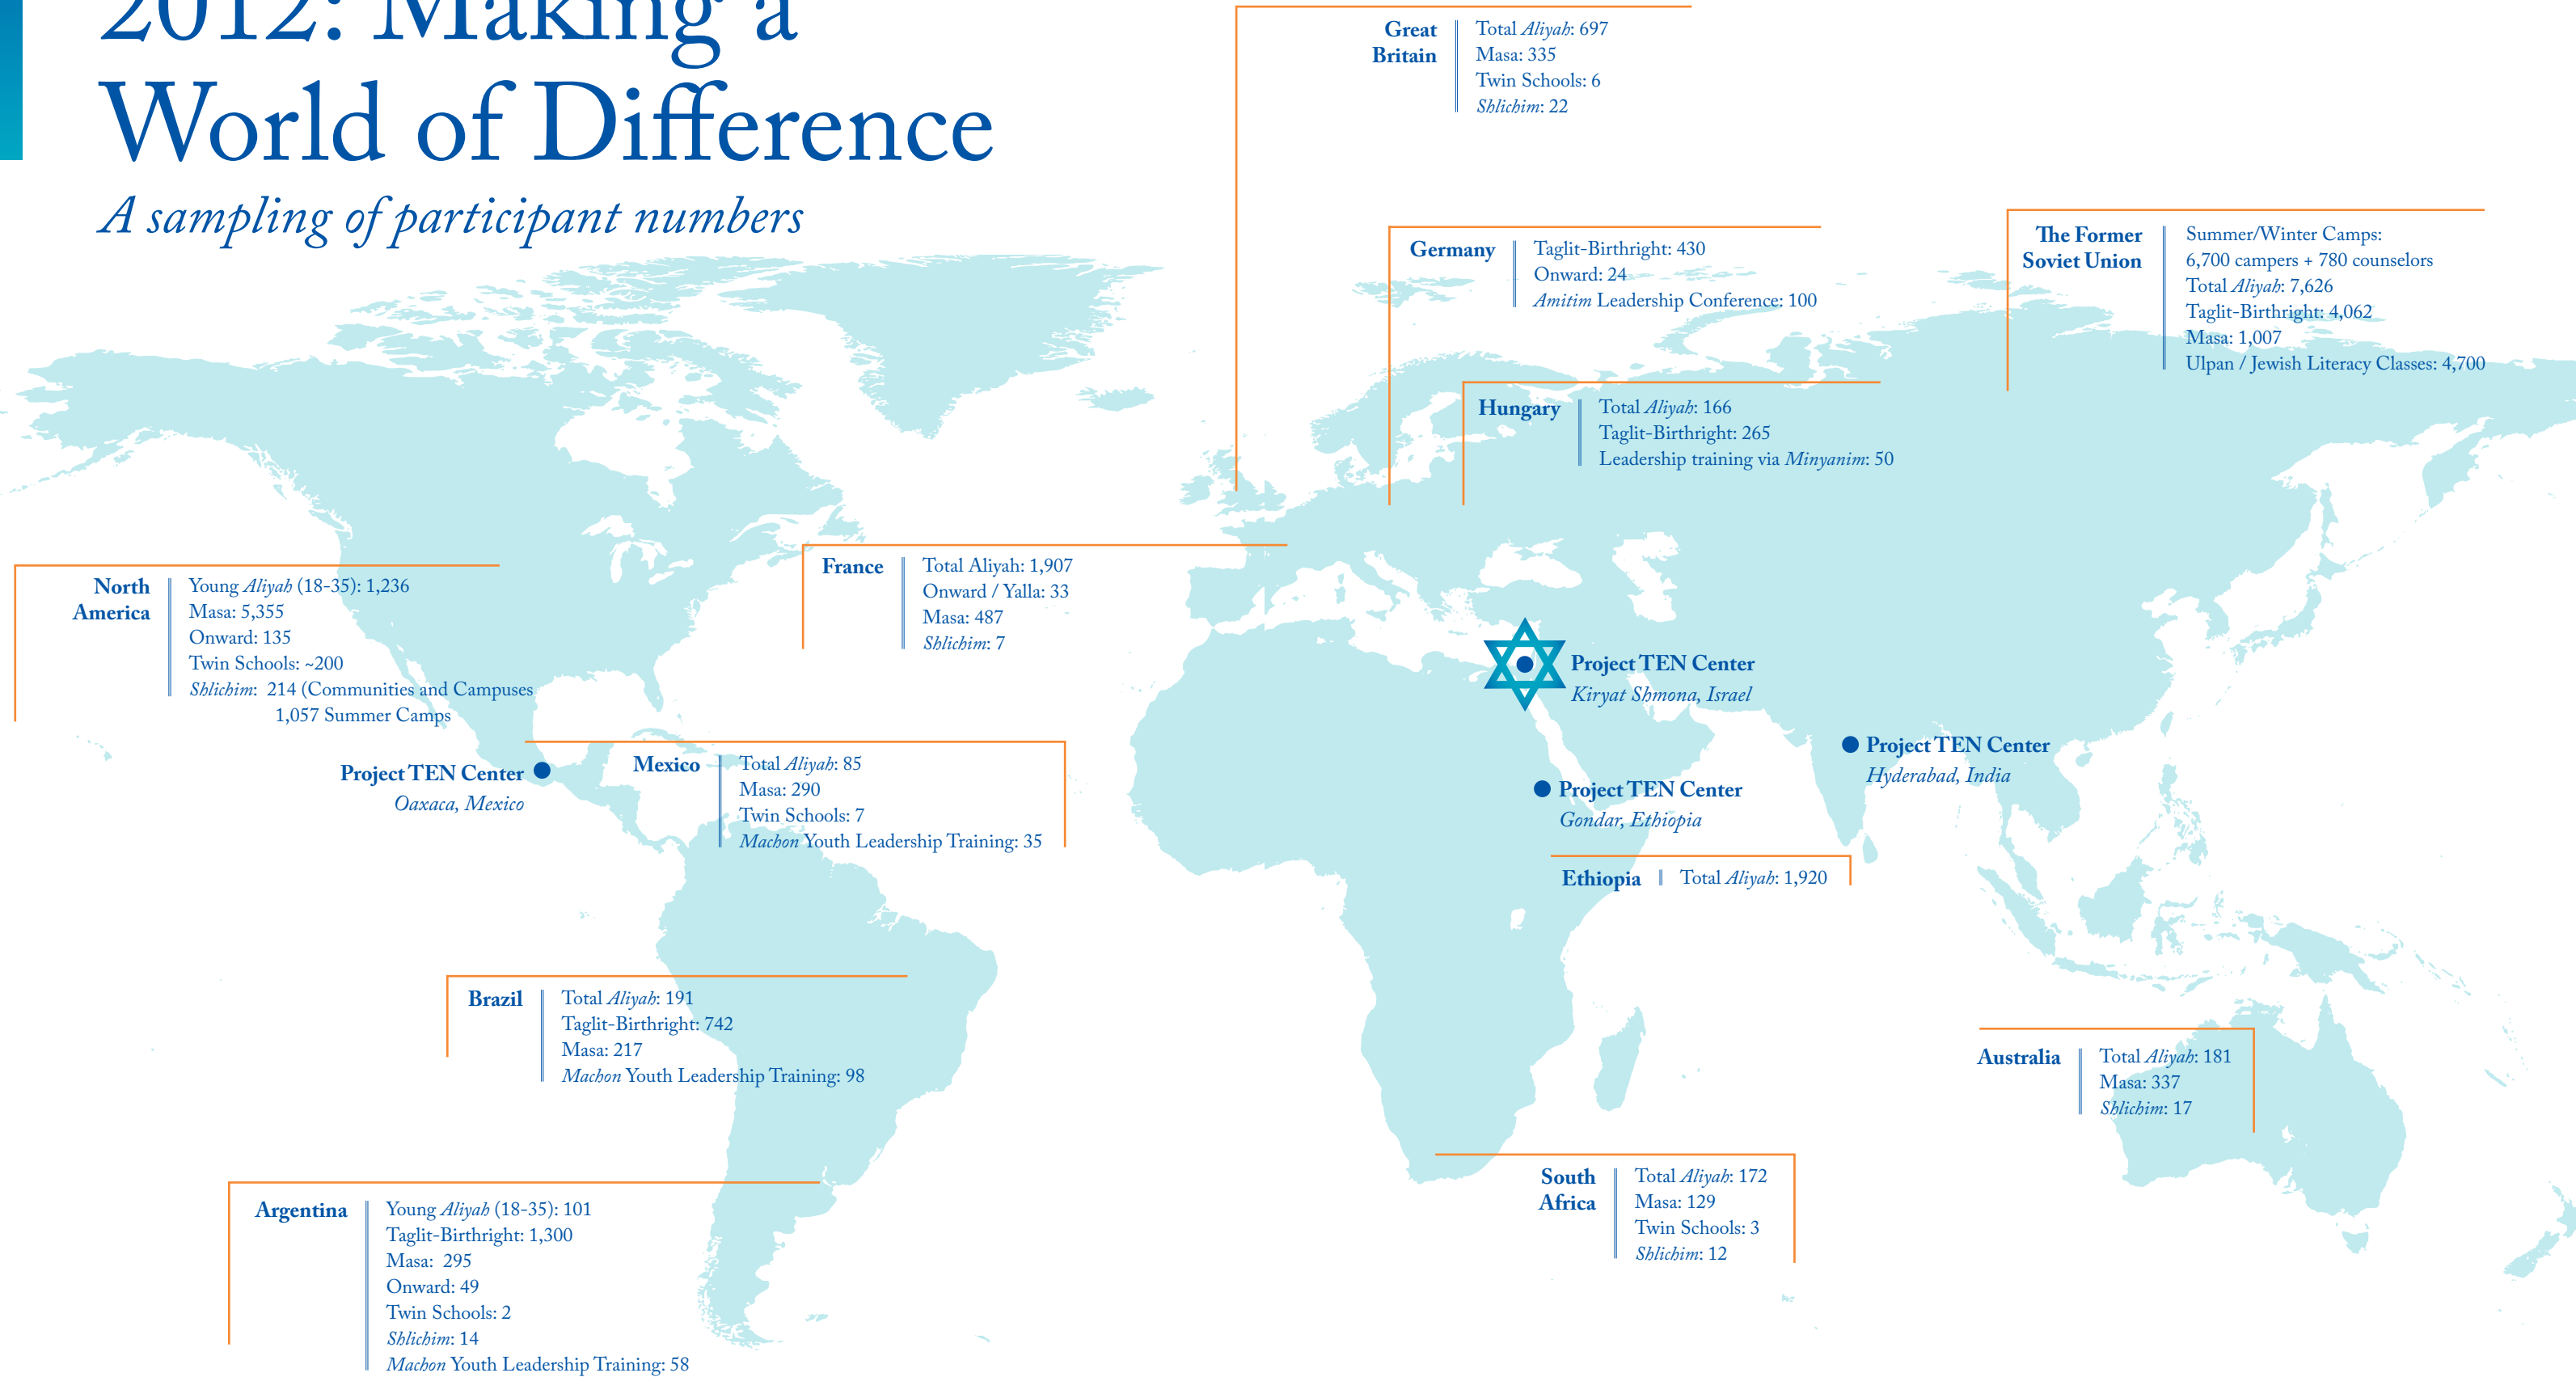 2012: Making a
World of Difference
A sampling of participant numbers
Great
Britain
Total Aliyah: 697
Masa: 335
Twin Schools: 6
Shlichim: 22
Germany
Taglit-Birthright: 430
Onward: 24
Amitim Leadership Conference: 100
The Former
Soviet Union
Summer/Winter Camps:
6,700 campers + 780 counselors
Total Aliyah: 7,626
Taglit-Birthright: 4,062
Masa: 1,007
Ulpan / Jewish Literacy Classes: 4,700
Hungary
Total Aliyah: 166
Taglit-Birthright: 265
Leadership training via Minyanim: 50
North
America
Young Aliyah (18-35): 1,236
Masa: 5,355
Onward: 135
Twin Schools: ~200
Shlichim: 214 (Communities and Campuses
1,057 Summer Camps
France
Total Aliyah: 1,907
Onward / Yalla: 33
Masa: 487
Shlichim: 7
Project TEN Center
Kiryat Shmona, Israel
Project TEN Center
Hyderabad, India
Project TEN Center
Oaxaca, Mexico
Mexico
Total Aliyah: 85
Masa: 290
Twin Schools: 7
Machon Youth Leadership Training: 35
Project TEN Center
Gondar, Ethiopia
Ethiopia
Total Aliyah: 1,920
Brazil
Total Aliyah: 191
Taglit-Birthright: 742
Masa: 217
Machon Youth Leadership Training: 98
Australia
Total Aliyah: 181
Masa: 337
Shlichim: 17
South
Africa
Total Aliyah: 172
Masa: 129
Twin Schools: 3
Shlichim: 12
Argentina
Young Aliyah (18-35): 101
Taglit-Birthright: 1,300
Masa: 295
Onward: 49
Twin Schools: 2
Shlichim: 14
Machon Youth Leadership Training: 58